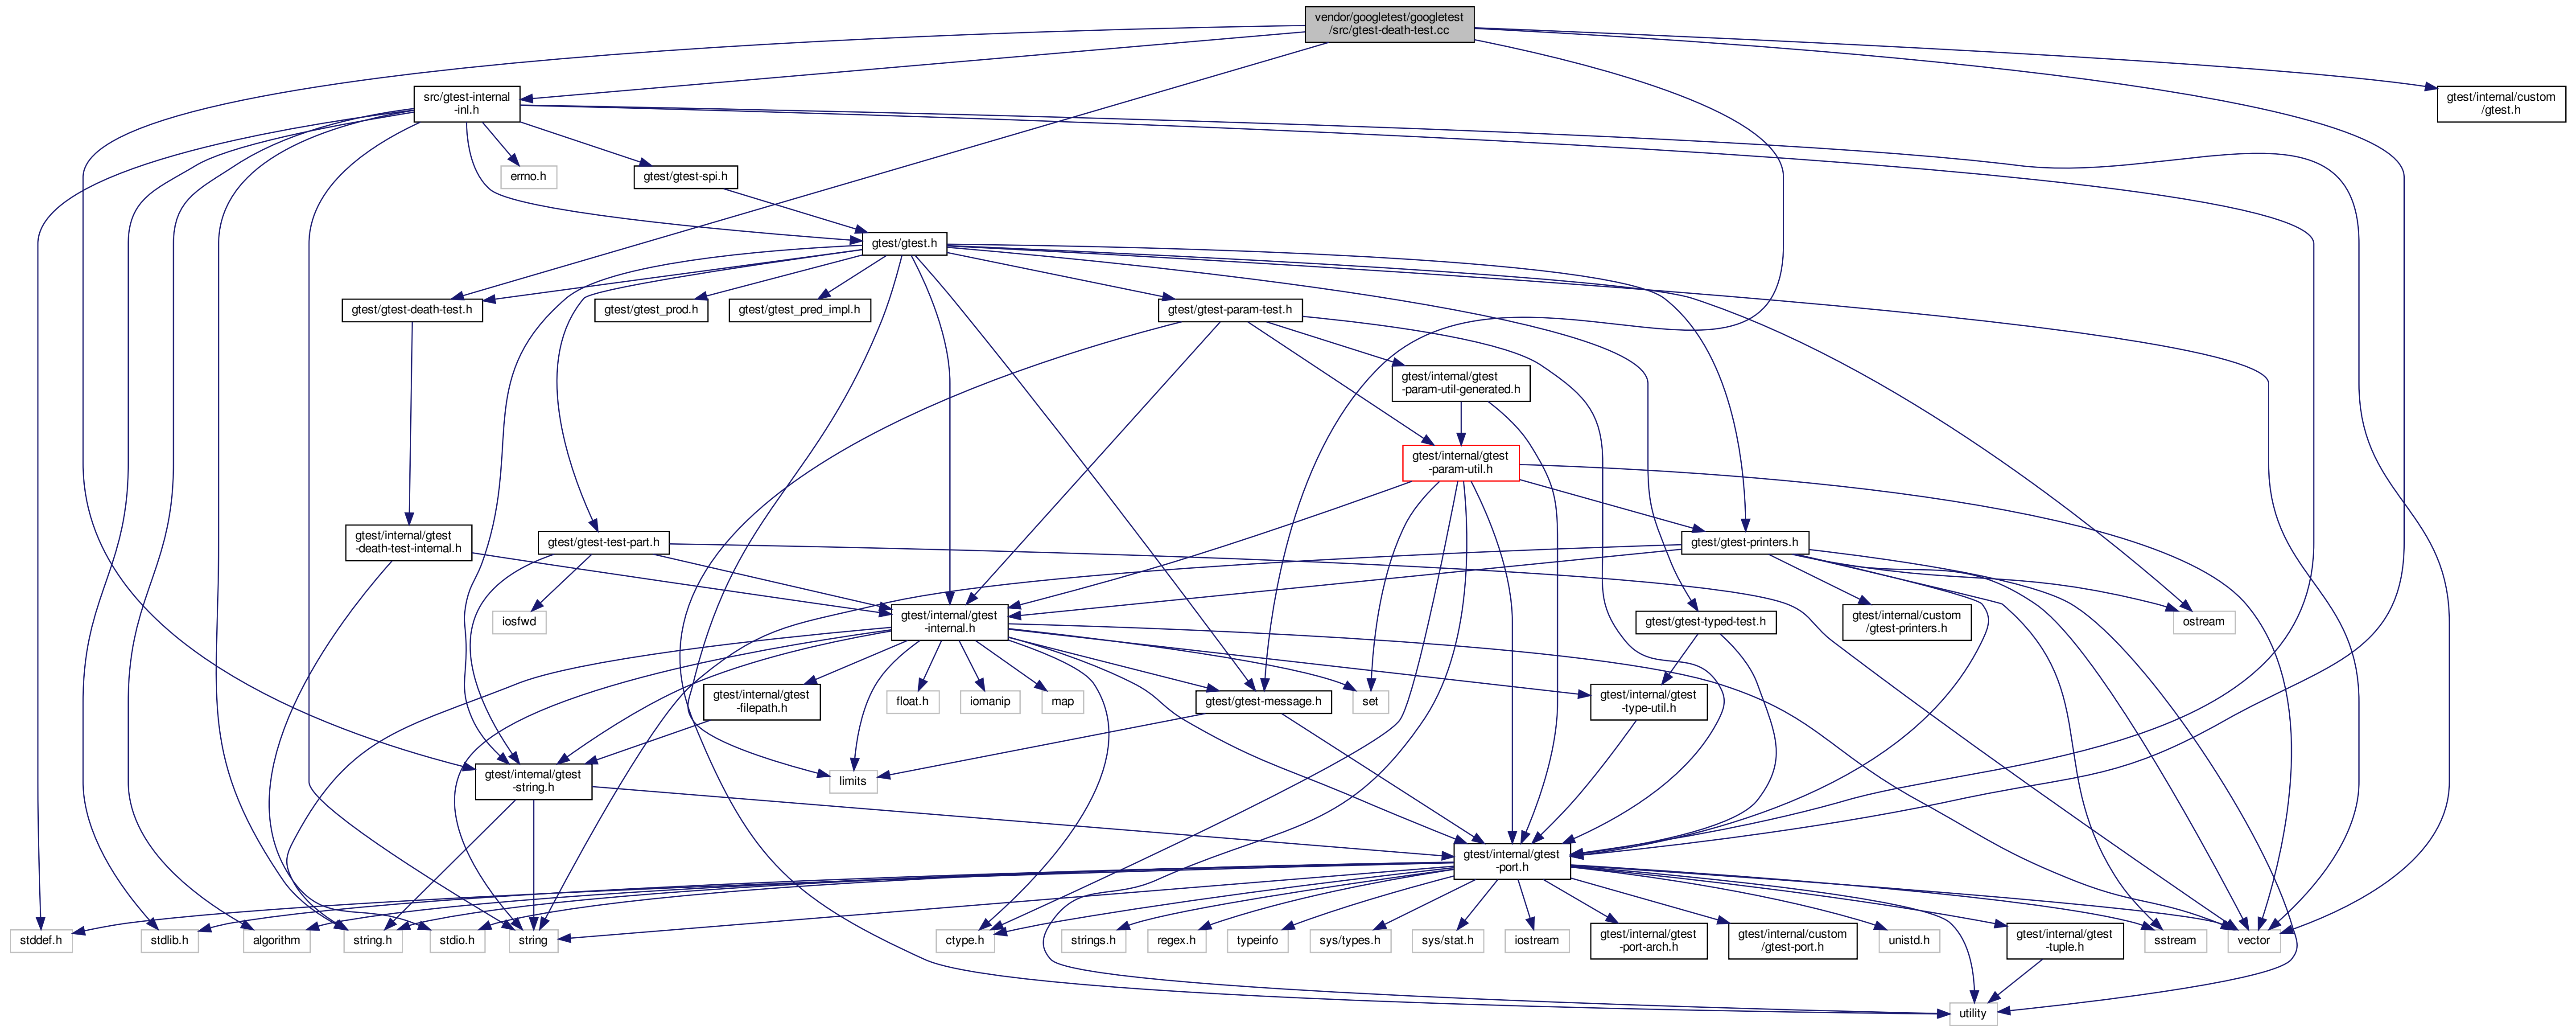 vendor/googletest/googletest
/src/gtest-death-test.cc
src/gtest-internal
-inl.h
gtest/internal/custom
/gtest.h
errno.h
gtest/gtest-spi.h
gtest/gtest.h
gtest/gtest-death-test.h
gtest/gtest_prod.h
gtest/gtest_pred_impl.h
gtest/gtest-param-test.h
gtest/internal/gtest
-param-util-generated.h
gtest/internal/gtest
-param-util.h
gtest/internal/gtest
-death-test-internal.h
gtest/gtest-test-part.h
gtest/gtest-printers.h
iosfwd
gtest/internal/gtest
-internal.h
gtest/gtest-typed-test.h
gtest/internal/custom
/gtest-printers.h
ostream
gtest/internal/gtest
-filepath.h
float.h
iomanip
map
gtest/gtest-message.h
set
gtest/internal/gtest
-type-util.h
gtest/internal/gtest
-string.h
limits
gtest/internal/gtest
-port.h
stddef.h
stdlib.h
algorithm
string.h
stdio.h
string
ctype.h
strings.h
regex.h
typeinfo
sys/types.h
sys/stat.h
iostream
gtest/internal/gtest
-port-arch.h
gtest/internal/custom
/gtest-port.h
unistd.h
gtest/internal/gtest
-tuple.h
sstream
vector
utility